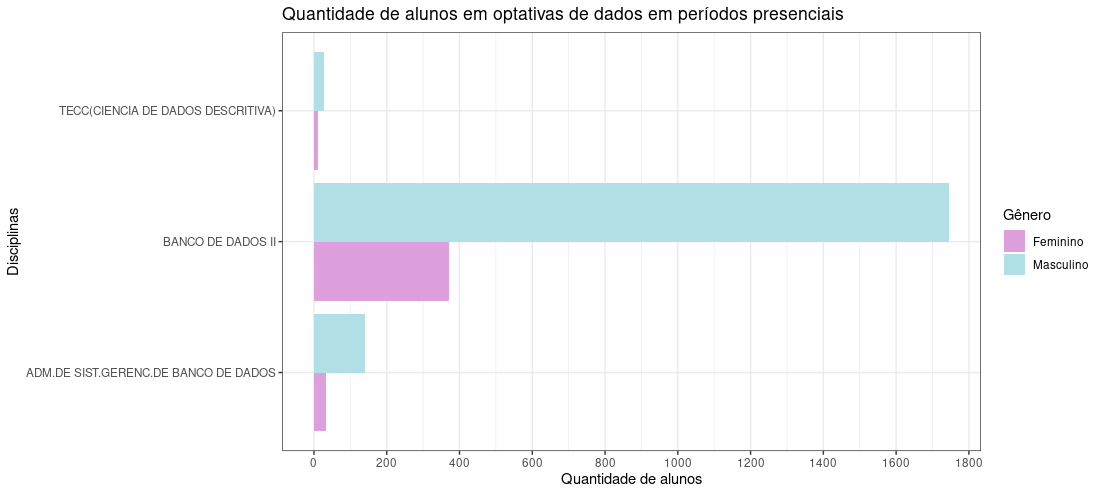 Quantidade de alunos em optativas de dados em períodos presenciais
Disciplinas
TECC(CIENCIA DE DADOS DESCRITIVA)
BANCO DE DADOS II
ADM.DE SIST.GERENC.DE BANCO DE DADOS
0 200 400 600 800 1000 1200 1400 1600 1800
Quantidade de alunos
Gênero
Feminino
Masculino